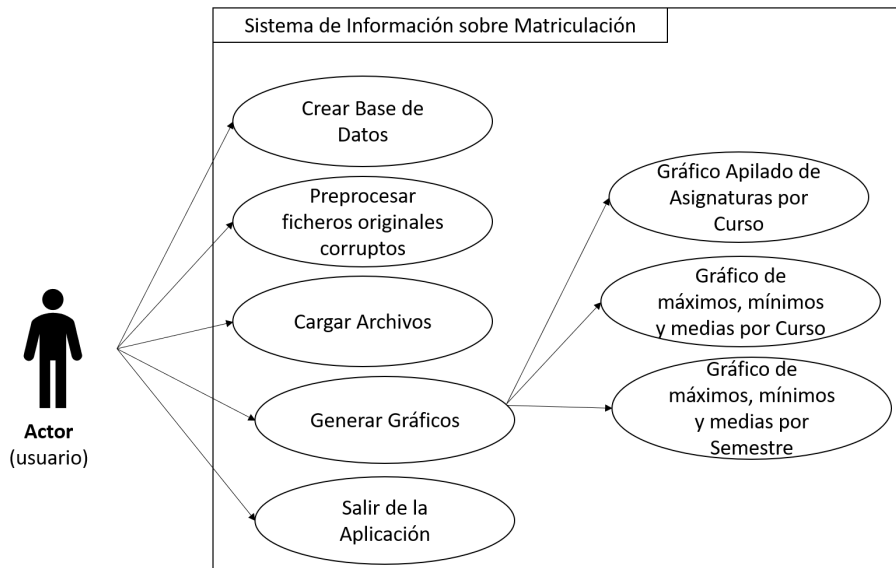 Sistema de Información sobre Matriculación
Crear Base de
Datos
Preprocesar
ficheros originales
corruptos
Cargar Archivos
Generar Gráficos
Salir de la
Aplicación
Gráfico Apilado de
Asignaturas por
Curso
Gráfico de
máximos, mínimos
y medias por Curso
Gráfico de
máximos, mínimos
y medias por
Semestre
Actor
(usuario)